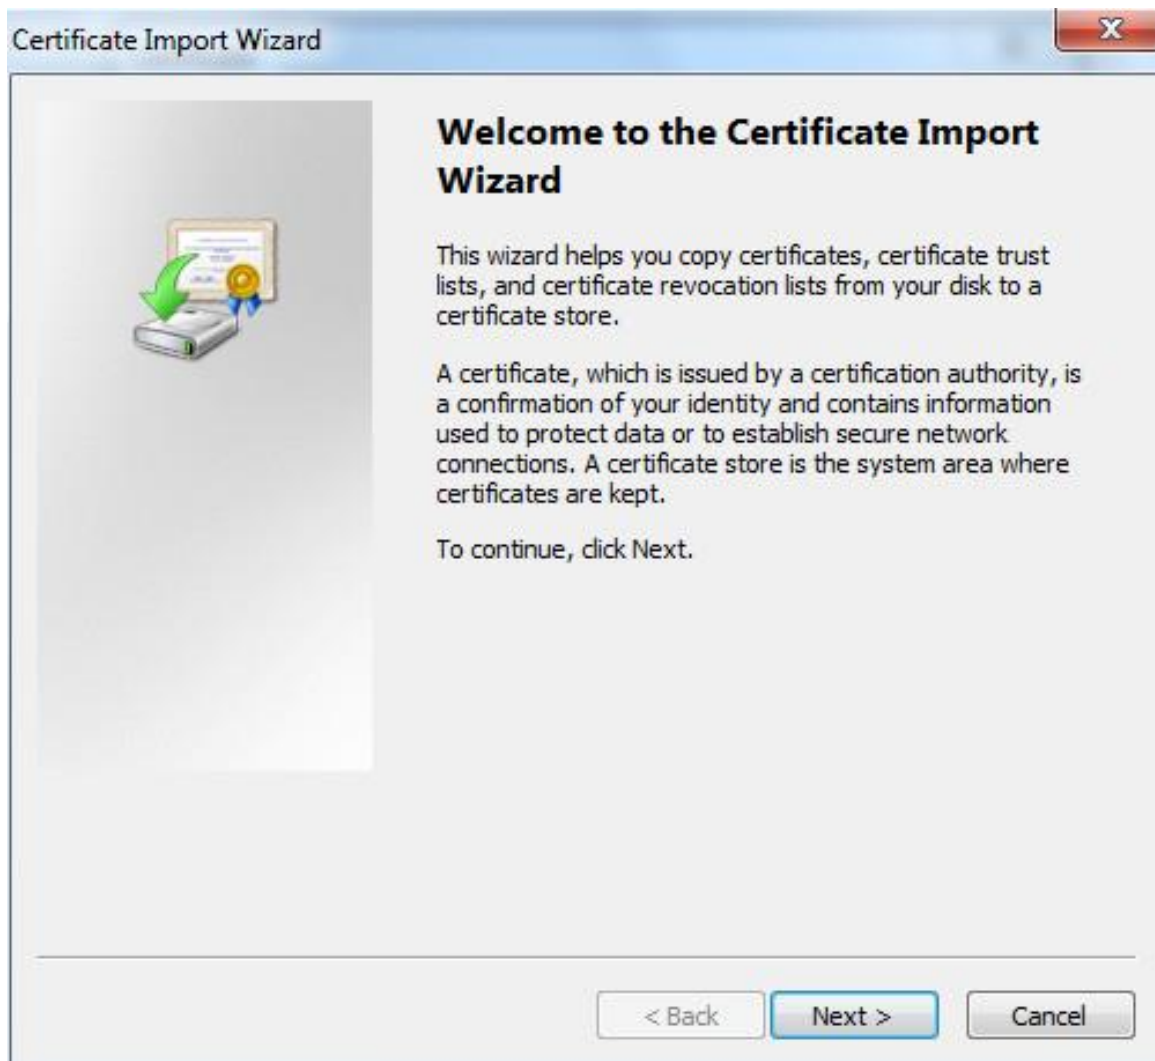 Certificate Import Wizard
Welcome to the Certificate Import
Wizard
This wizard helps you copy certificates, certificate trust
lists, and certificate revocation lists from your disk to a
certificate store.
A certificate, which is issued by a certification authority, is
a confirmation of your identity and contains information
used to protect data or to establish secure network
connections. A certificate store is the system area where
certificates are kept.
To continue, click Next.
< Back Next > Cancel